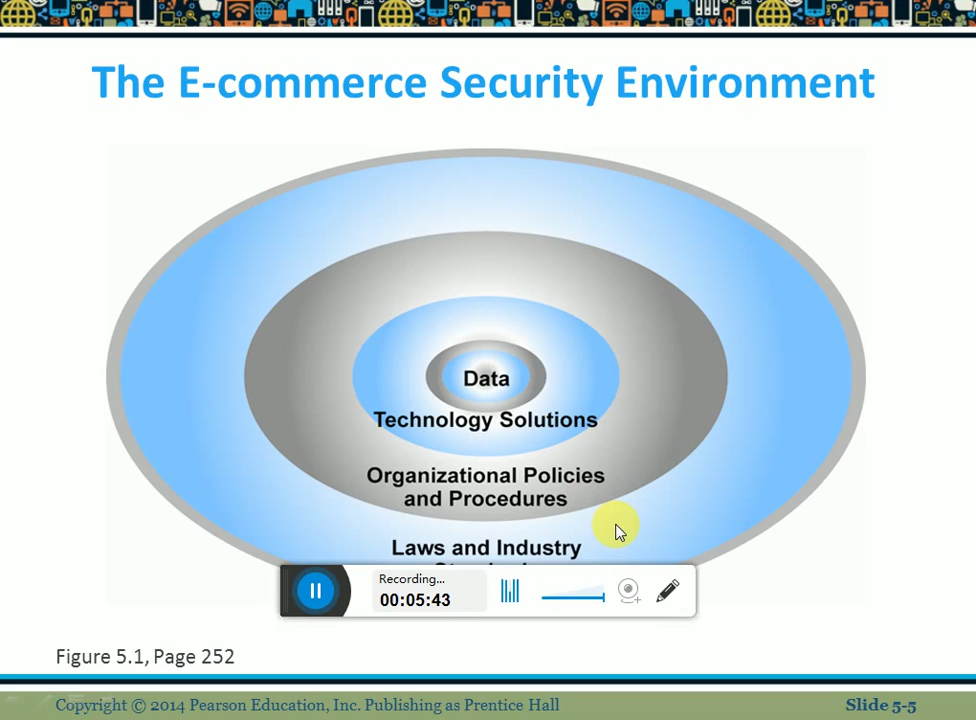 The E-commerce Security Environment
Data
Technology Solutions
Organizational Policies
and Procedures
Laws and Industry
Recording...
00:05:43
Figure 5.1, Page 252
Copyright © 2014 Pearson Education, Inc. Publishing as Prentice Hall
Slide 5-5